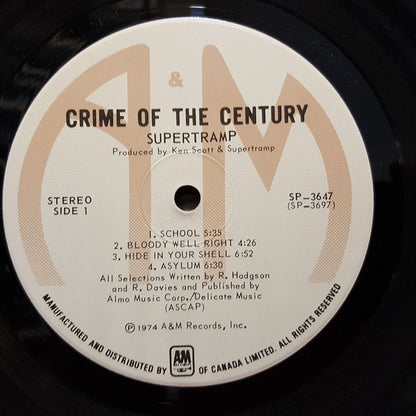 A&M
CRIME OF THE CENTURY
SUPERTRAMP
Produced by Ken Scott & Supertramp
STEREO
SIDE 1
SP–3647
(SP–3697)
1. SCHOOL 5:35
2. BLOODY WELL RIGHT 4:26
3. HIDE IN YOUR SHELL 6:52
4. ASYLUM 6:30
All Selections Written by R. Hodgson
and R. Davies and Published by
Almo Music Corp./Delicate Music
(ASCAP)
℗ 1974 A&M Records, Inc.
MANUFACTURED AND DISTRIBUTED BY A&M RECORDS OF CANADA LIMITED. ALL RIGHTS RESERVED.